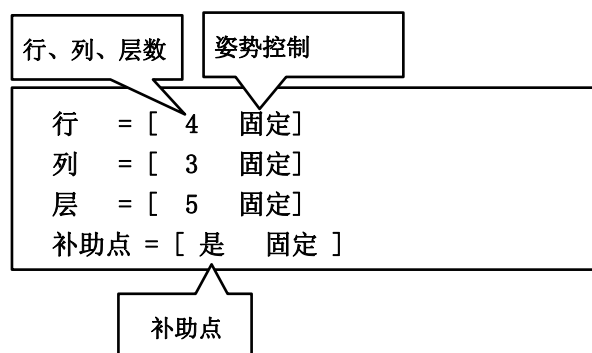 行、列、层数
姿势控制
行 = [ 4 固定]
列 = [ 3 固定]
层 = [ 5 固定]
补助点 = [ 是 固定 ]
补助点